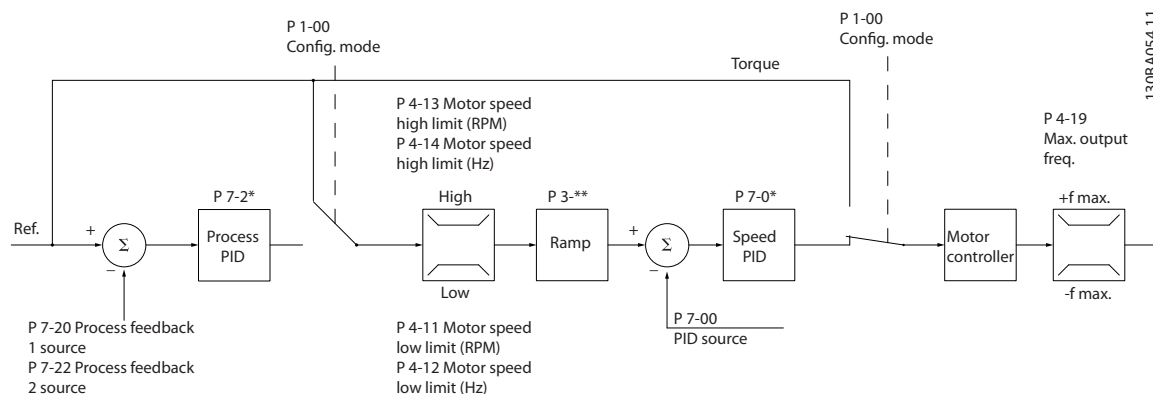 P 1-00
Config. mode
P 1-00
Config. mode
130BA054.11
Torque
P 4-13 Motor speed
high limit (RPM)
P 4-14 Motor speed
high limit (Hz)
P 4-19
Max. output
freq.
P 7-2*
High
P 3-**
P 7-0*
+f max.
Ref.
+
Σ
−
Process
PID
Ramp
+
Σ
−
Speed
PID
Motor
controller
Low
-f max.
P 7-20 Process feedback
1 source
P 7-22 Process feedback
2 source
P 4-11 Motor speed
low limit (RPM)
P 4-12 Motor speed
low limit (Hz)
P 7-00
PID source